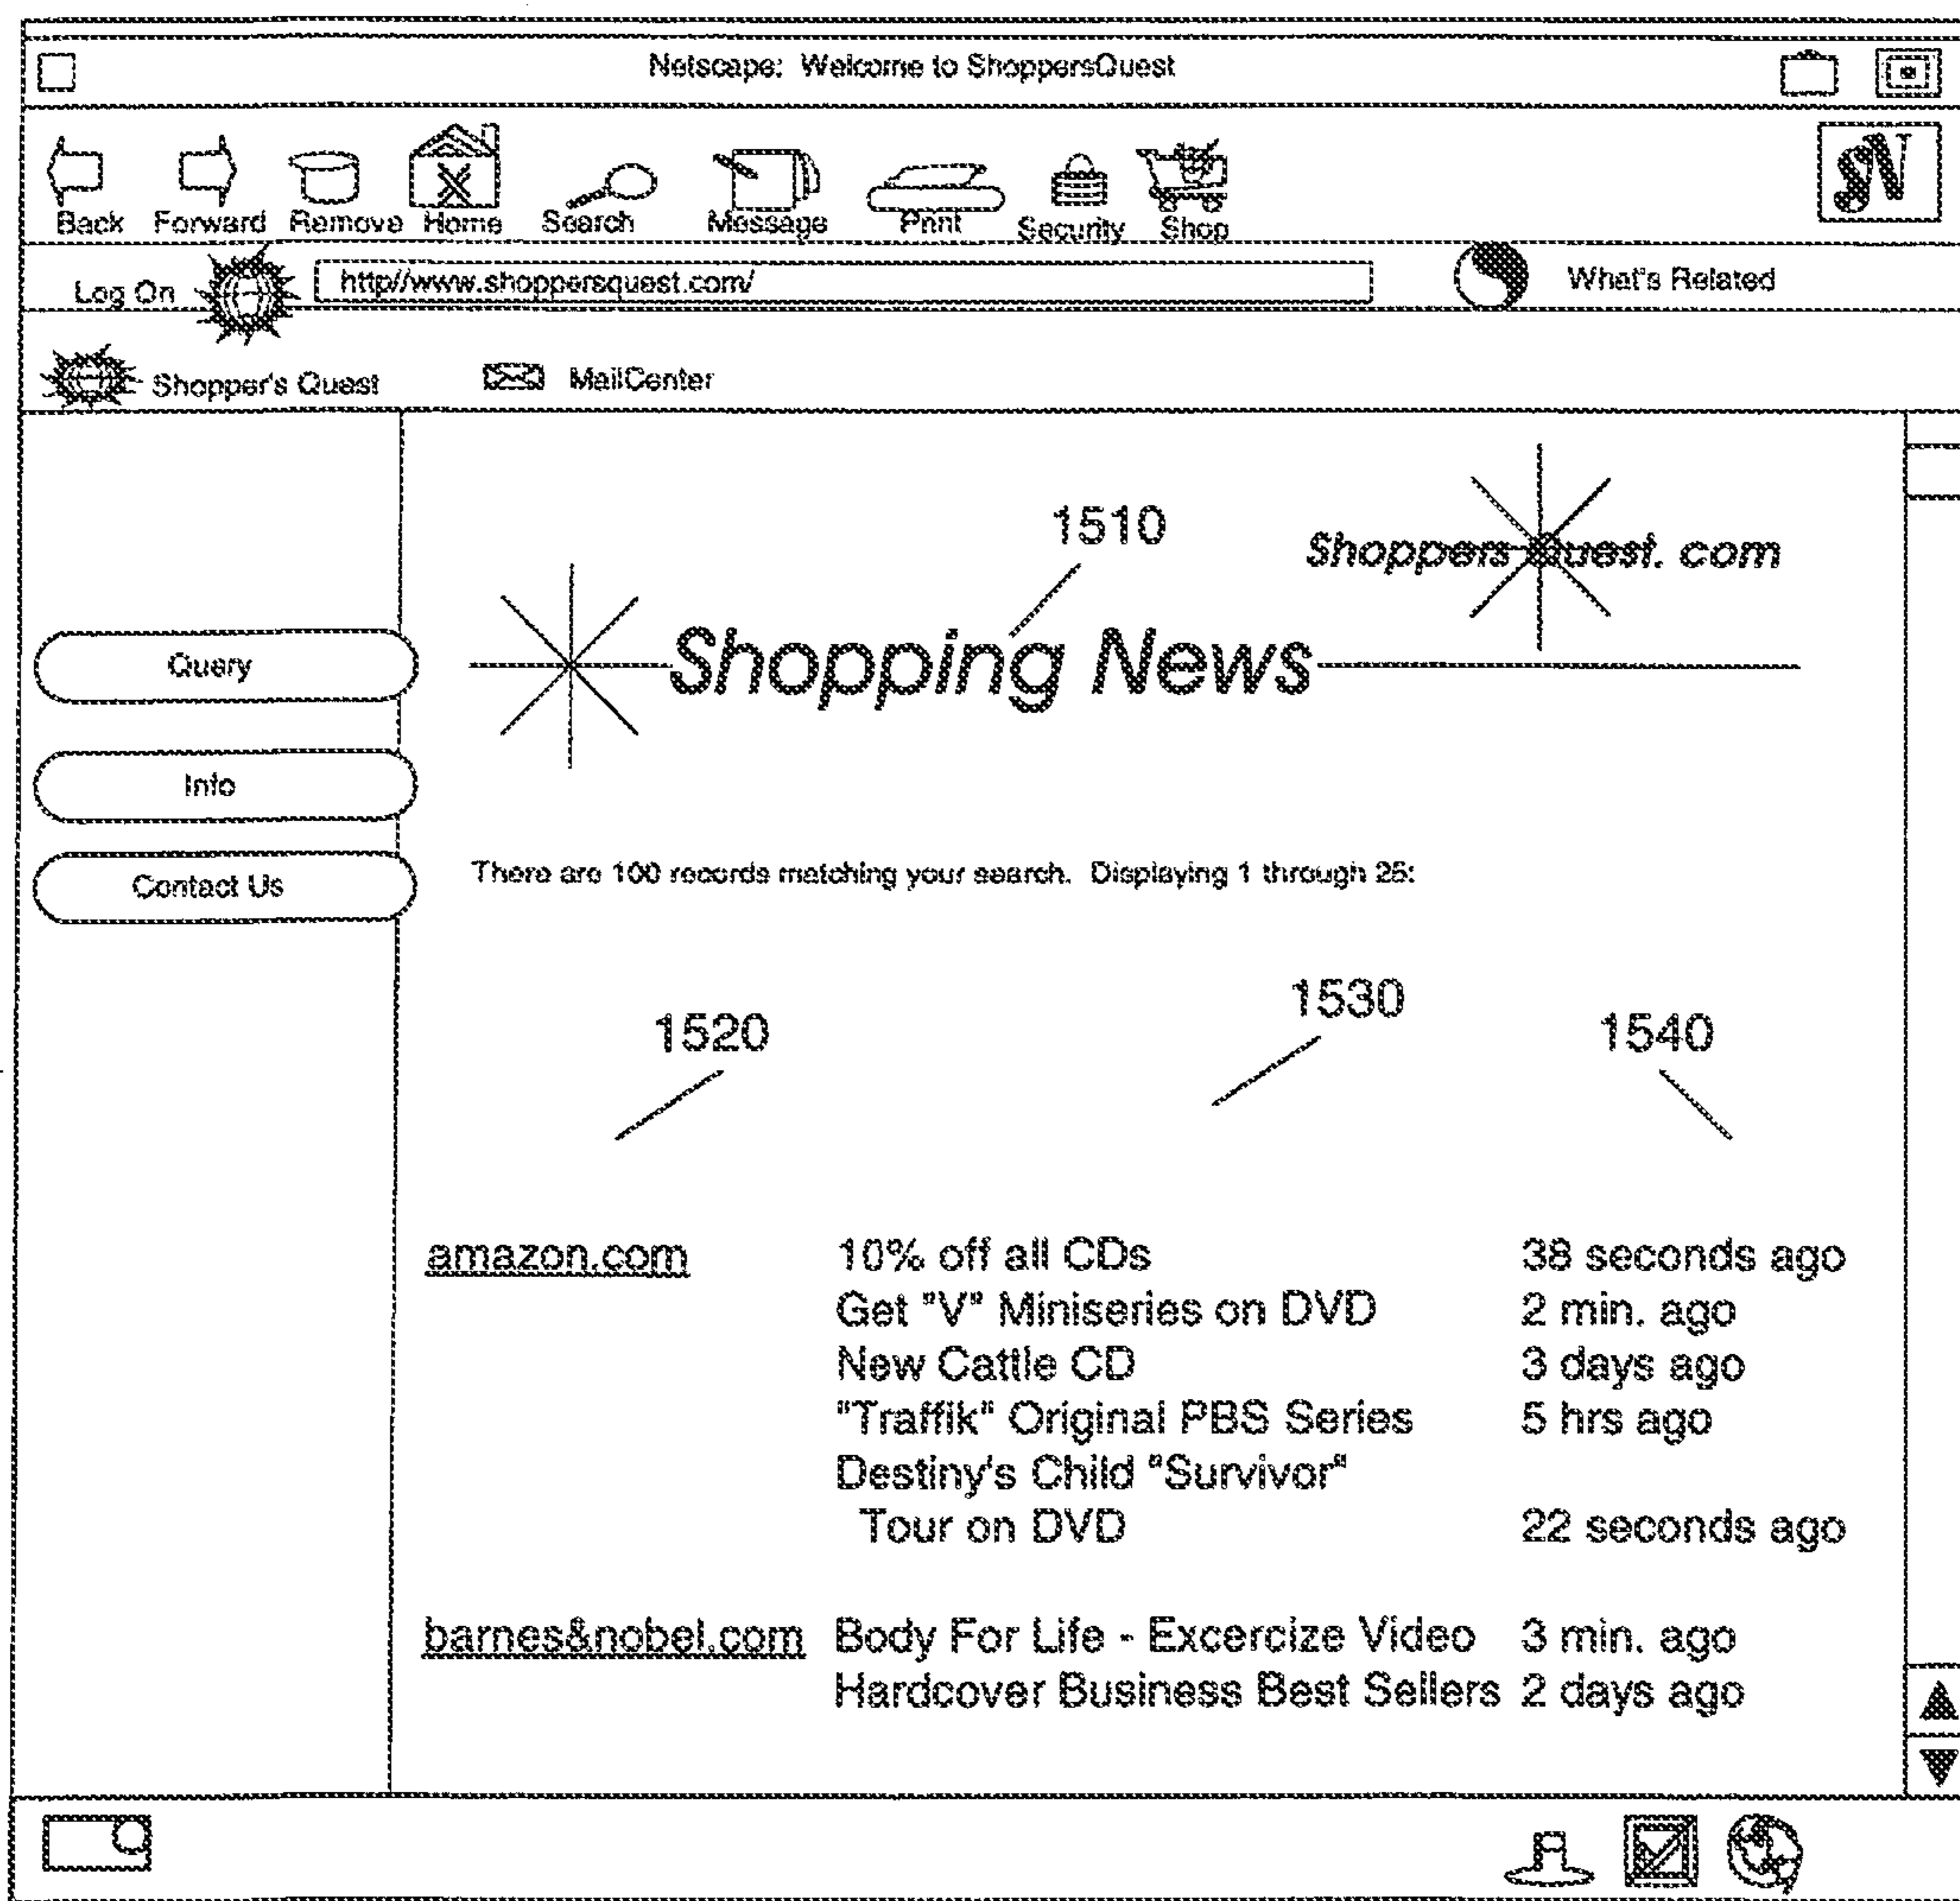 Netscape: Welcome to ShoppersQuest
Back Forward Remove Home Search Message Print Security Shop
Log On http//www.shoppersquest.com/ What's Related
Shopper's Quest MailCenter
1510
Shoppers Quest. com
Shopping News
Query
Info
Contact Us
There are 100 records matching your search. Displaying 1 through 25:
1520 1530 1540
amazon.com 10% off all CDs 38 seconds ago
Get "V" Miniseries on DVD 2 min. ago
New Cattle CD 3 days ago
"Traffik" Original PBS Series 5 hrs ago
Destiny's Child "Survivor"
Tour on DVD 22 seconds ago
barnes&nobel.com Body For Life - Excercize Video 3 min. ago
Hardcover Business Best Sellers 2 days ago